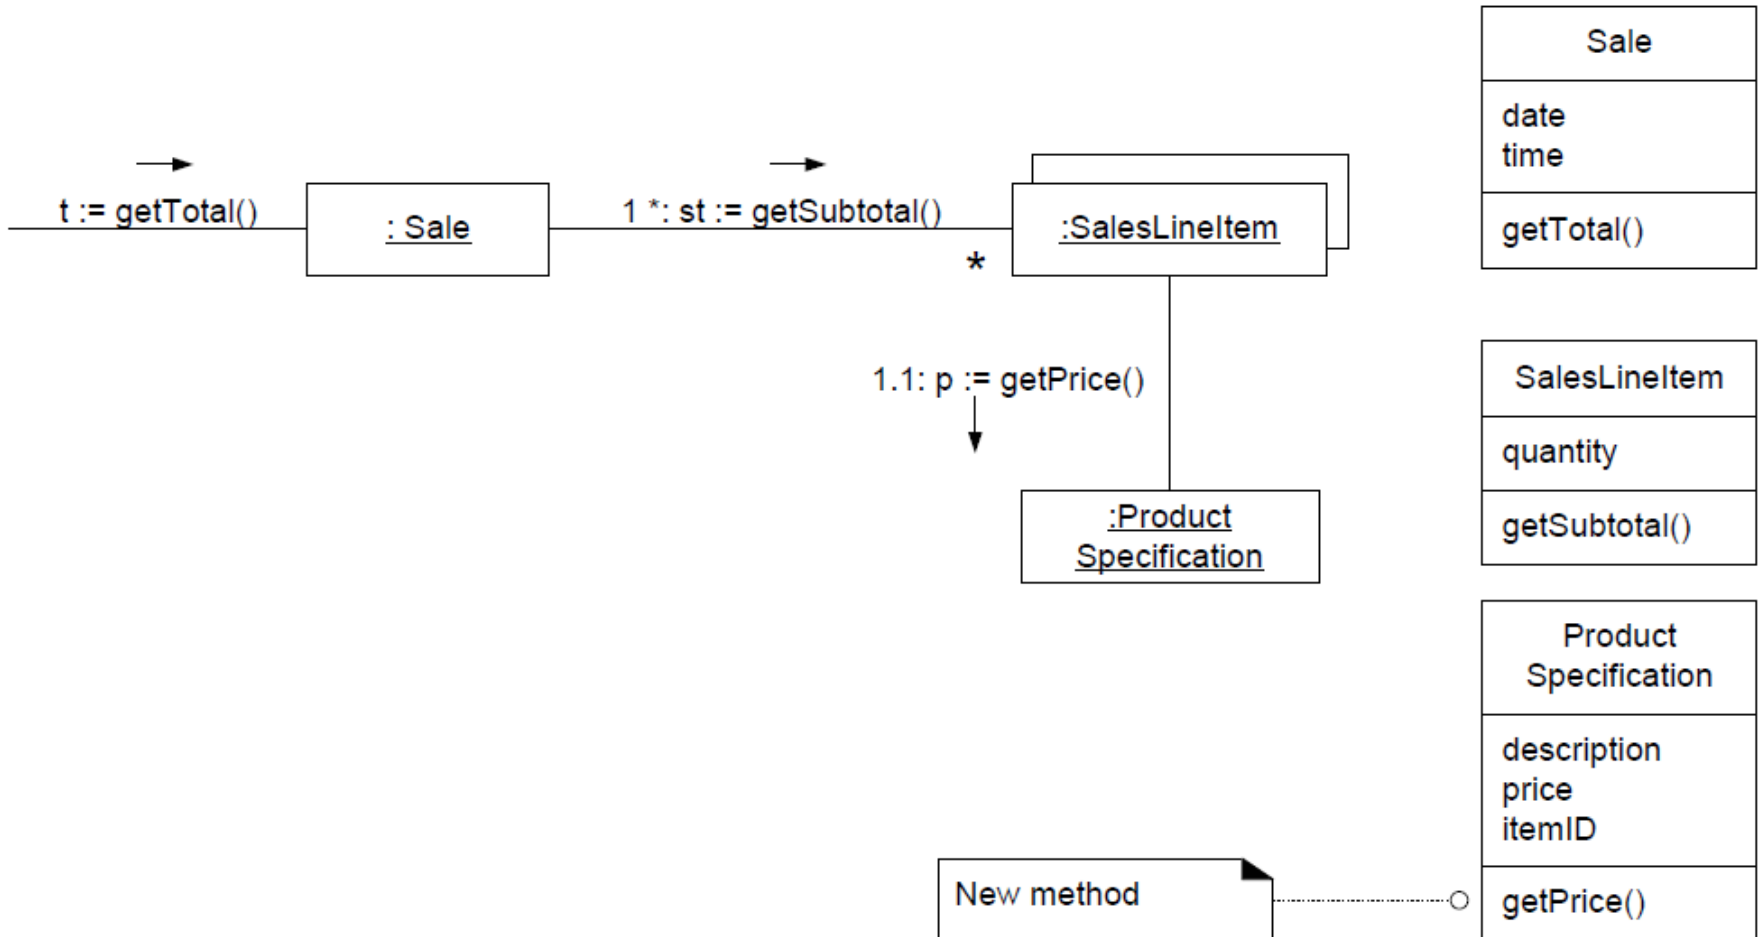 t := getTotal()
: Sale
1 *: st := getSubtotal()
:SalesLineItem
*
1.1: p := getPrice()
:Product
Specification
Sale
date
time
getTotal()
SalesLineItem
quantity
getSubtotal()
Product
Specification
description
price
itemID
getPrice()
New method